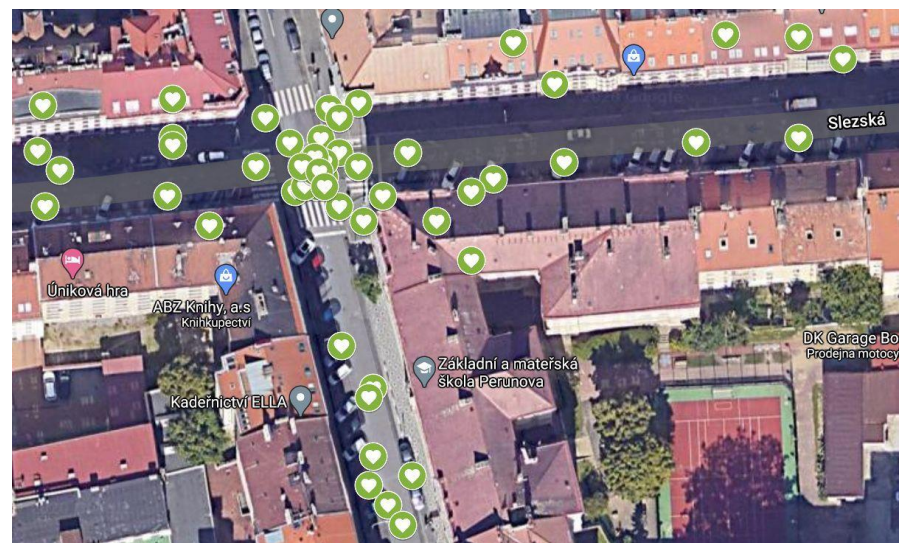 Slezská
Úniková hra
ABZ Knihy, a.s
Knihkupectví
Základní a mateřská
škola Perunova
Kadeřnictví ELLA
DK Garage Bo
Prodejna motocy